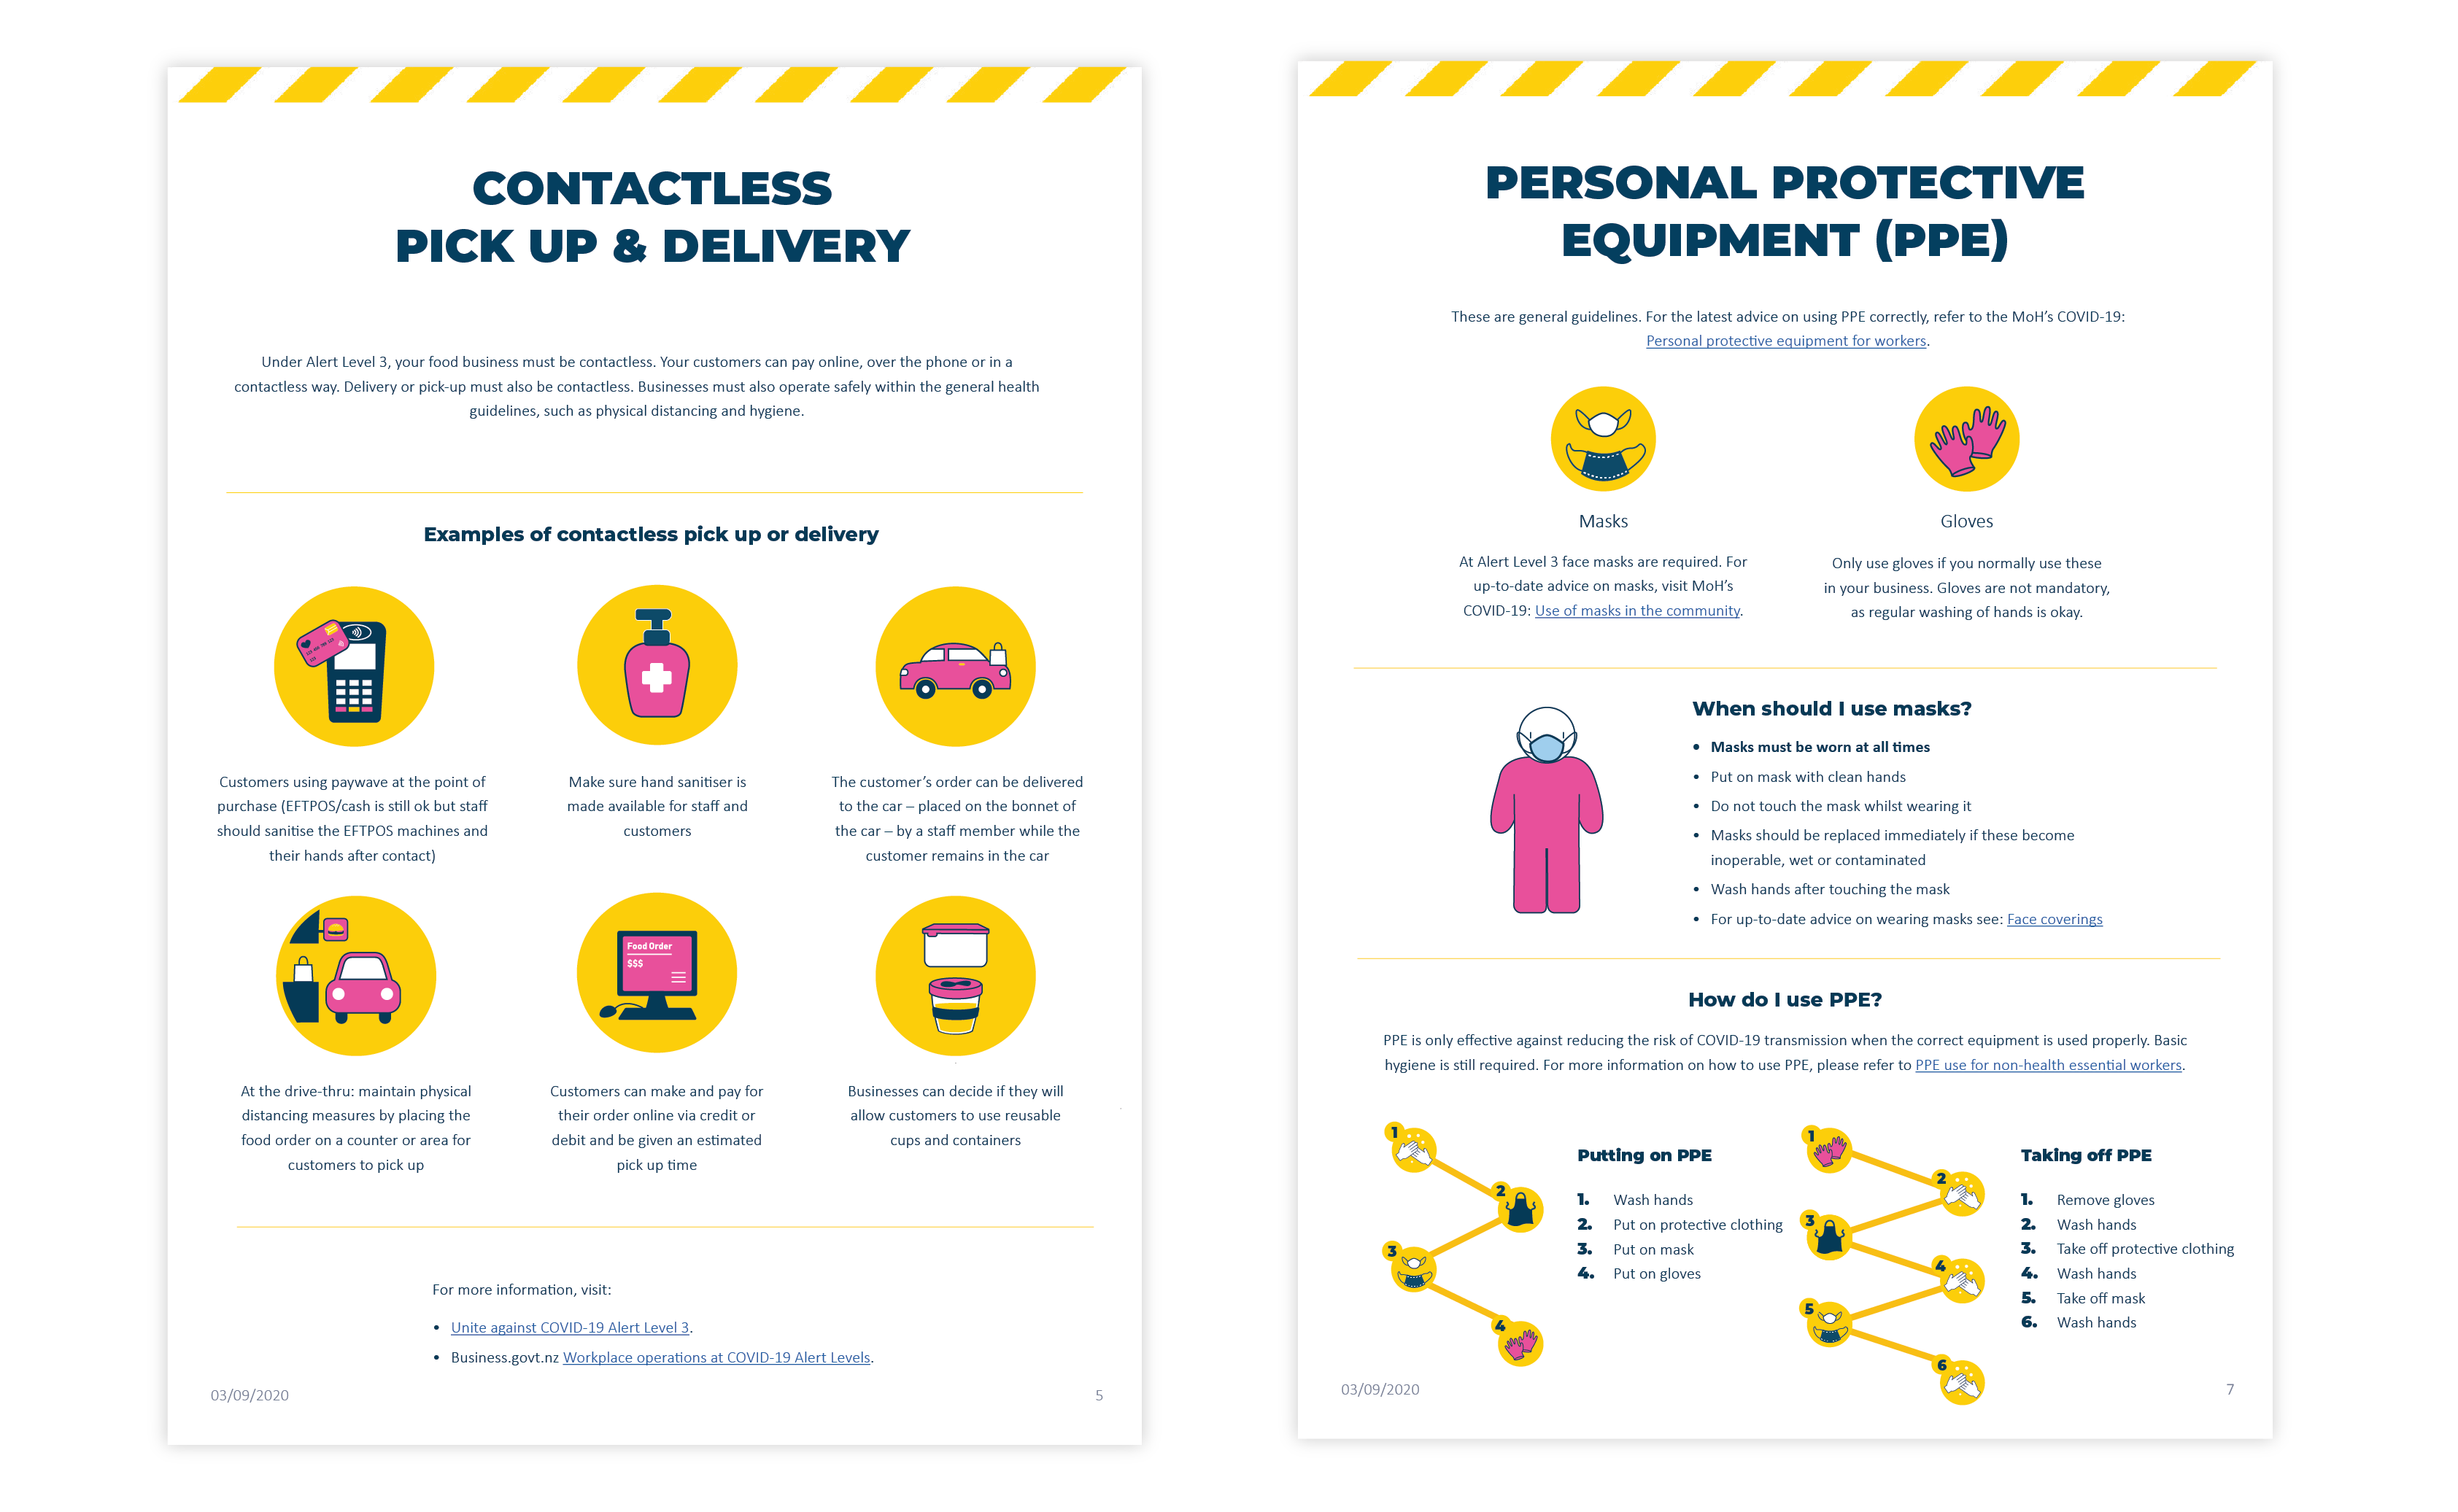 CONTACTLESS
PICK UP & DELIVERY
Under Alert Level 3, your food business must be contactless. Your customers can pay online, over the phone or in a
contactless way. Delivery or pick-up must also be contactless. Businesses must also operate safely within the general health
guidelines, such as physical distancing and hygiene.
Examples of contactless pick up or delivery
Customers using paywave at the point of
purchase (EFTPOS/cash is still ok but staff
should sanitise the EFTPOS machines and
their hands after contact)
Make sure hand sanitiser is
made available for staff and
customers
The customer's order can be delivered
to the car – placed on the bonnet of
the car – by a staff member while the
customer remains in the car
Food Order
$$$
At the drive-thru: maintain physical
distancing measures by placing the
food order on a counter or area for
customers to pick up
Customers can make and pay for
their order online via credit or
debit and be given an estimated
pick up time
Businesses can decide if they will
allow customers to use reusable
cups and containers
For more information, visit:
• Unite against COVID-19 Alert Level 3.
• Business.govt.nz Workplace operations at COVID-19 Alert Levels.
03/09/2020
5
PERSONAL PROTECTIVE
EQUIPMENT (PPE)
These are general guidelines. For the latest advice on using PPE correctly, refer to the MoH's COVID-19:
Personal protective equipment for workers.
Masks
At Alert Level 3 face masks are required. For
up-to-date advice on masks, visit MoH's
COVID-19: Use of masks in the community.
Gloves
Only use gloves if you normally use these
in your business. Gloves are not mandatory,
as regular washing of hands is okay.
When should I use masks?
• Masks must be worn at all times
• Put on mask with clean hands
• Do not touch the mask whilst wearing it
• Masks should be replaced immediately if these become
inoperable, wet or contaminated
• Wash hands after touching the mask
• For up-to-date advice on wearing masks see: Face coverings
How do I use PPE?
PPE is only effective against reducing the risk of COVID-19 transmission when the correct equipment is used properly. Basic
hygiene is still required. For more information on how to use PPE, please refer to PPE use for non-health essential workers.
1
2
3
4
Putting on PPE
1. Wash hands
2. Put on protective clothing
3. Put on mask
4. Put on gloves
1
2
3
4
5
6
Taking off PPE
1. Remove gloves
2. Wash hands
3. Take off protective clothing
4. Wash hands
5. Take off mask
6. Wash hands
03/09/2020
7